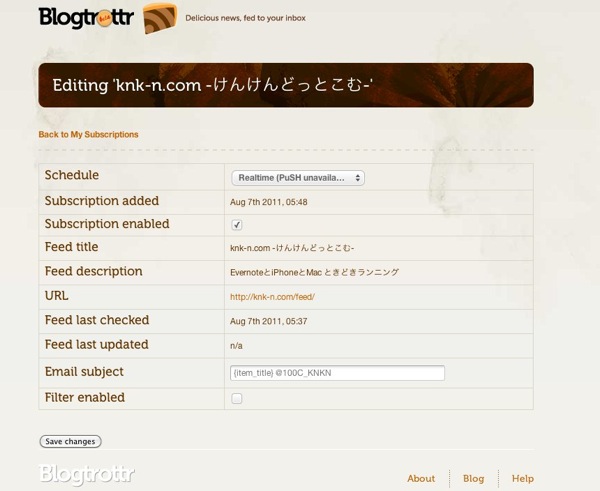 Blogtrottr
beta
Delicious news, fed to your inbox
Editing 'knk-n.com -けんけんどっとこむ-'
Back to My Subscriptions
Schedule Realtime (PuSH unavaila...
Subscription added Aug 7th 2011, 05:48
Subscription enabled
Feed title knk-n.com -けんけんどっとこむ-
Feed description EvernoteとiPhoneとMac ときどきランニング
URL http://knk-n.com/feed/
Feed last checked Aug 7th 2011, 05:37
Feed last updated n/a
Email subject {item_title} @100C_KNKN
Filter enabled
Save changes
Blogtrottr
About Blog Help